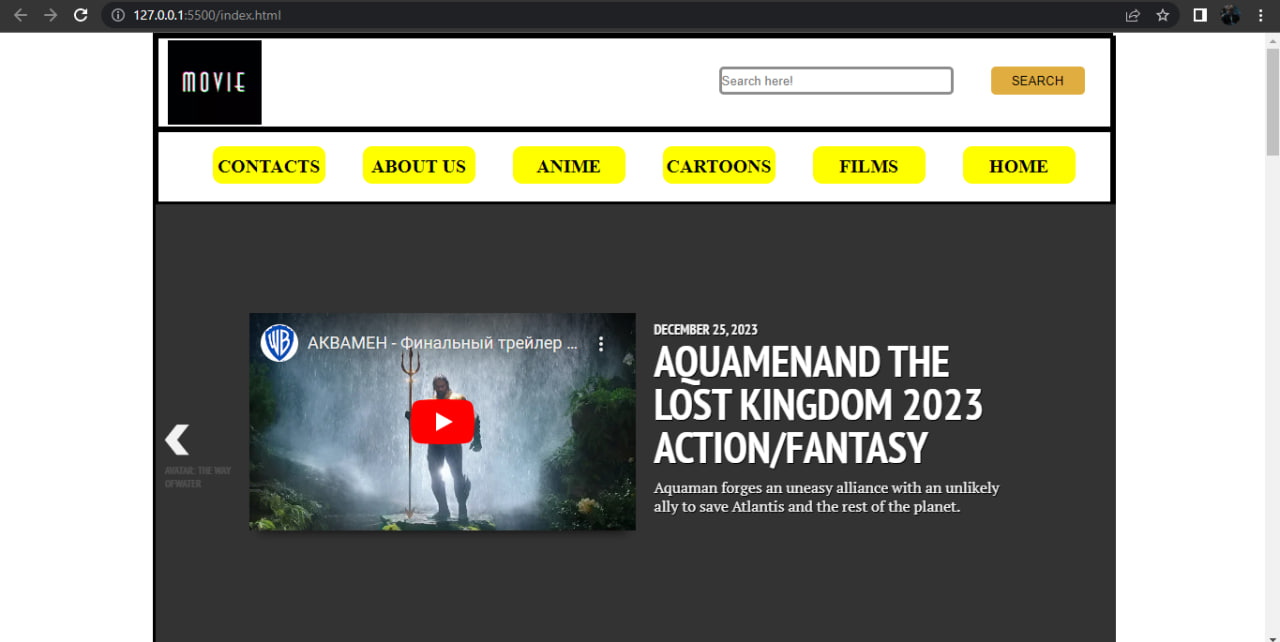 127.0.0.1:5500/index.html
MOVIE
Search here!
SEARCH
CONTACTS
ABOUT US
ANIME
CARTOONS
FILMS
HOME
АКВАМЕН - Финальный трейлер ...
WB
DECEMBER 25, 2023
AQUAMENAND THE
LOST KINGDOM 2023
ACTION/FANTASY
Aquaman forges an uneasy alliance with an unlikely
ally to save Atlantis and the rest of the planet.
AVATAR: THE WAY
OFWATER